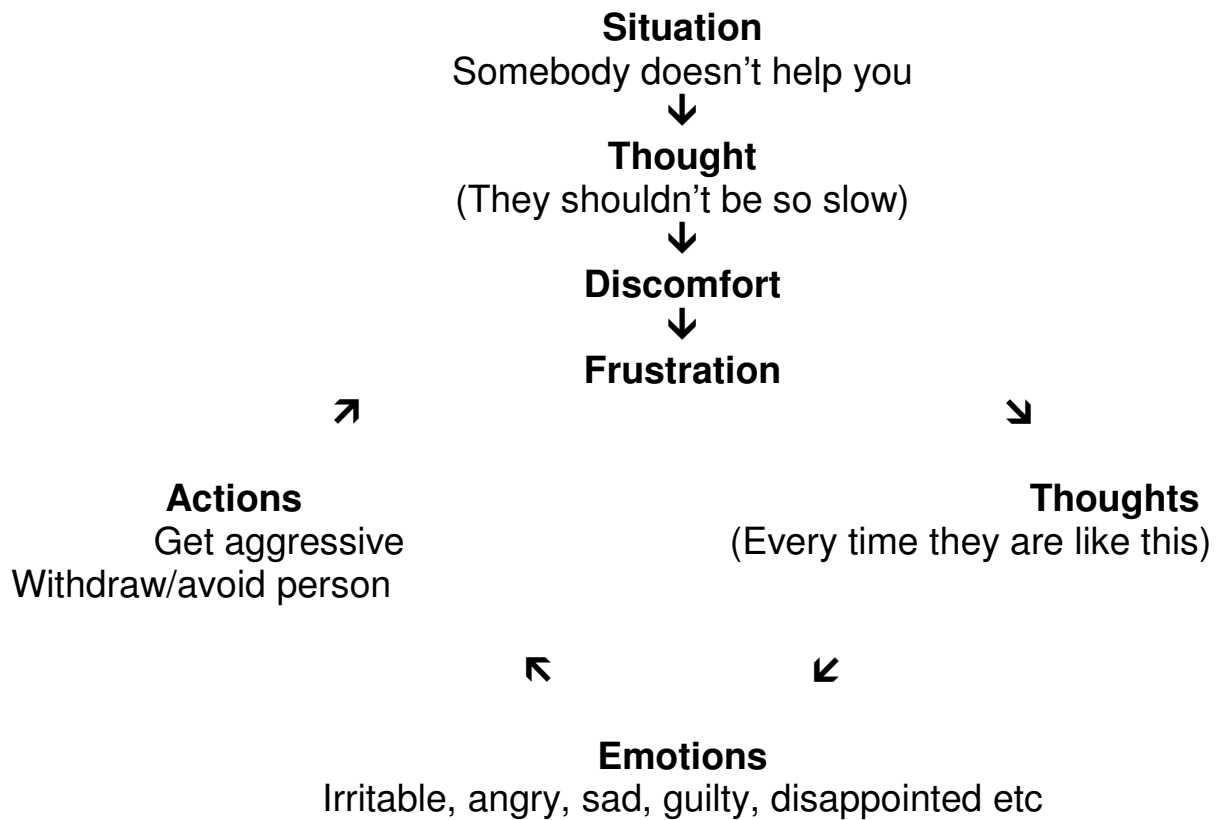 Situation
Somebody doesn't help you
↓
Thought
(They shouldn't be so slow)
↓
Discomfort
↓
Frustration
↗ ↘
Actions Thoughts
Get aggressive (Every time they are like this)
Withdraw/avoid person
↖ ↙
Emotions
Irritable, angry, sad, guilty, disappointed etc